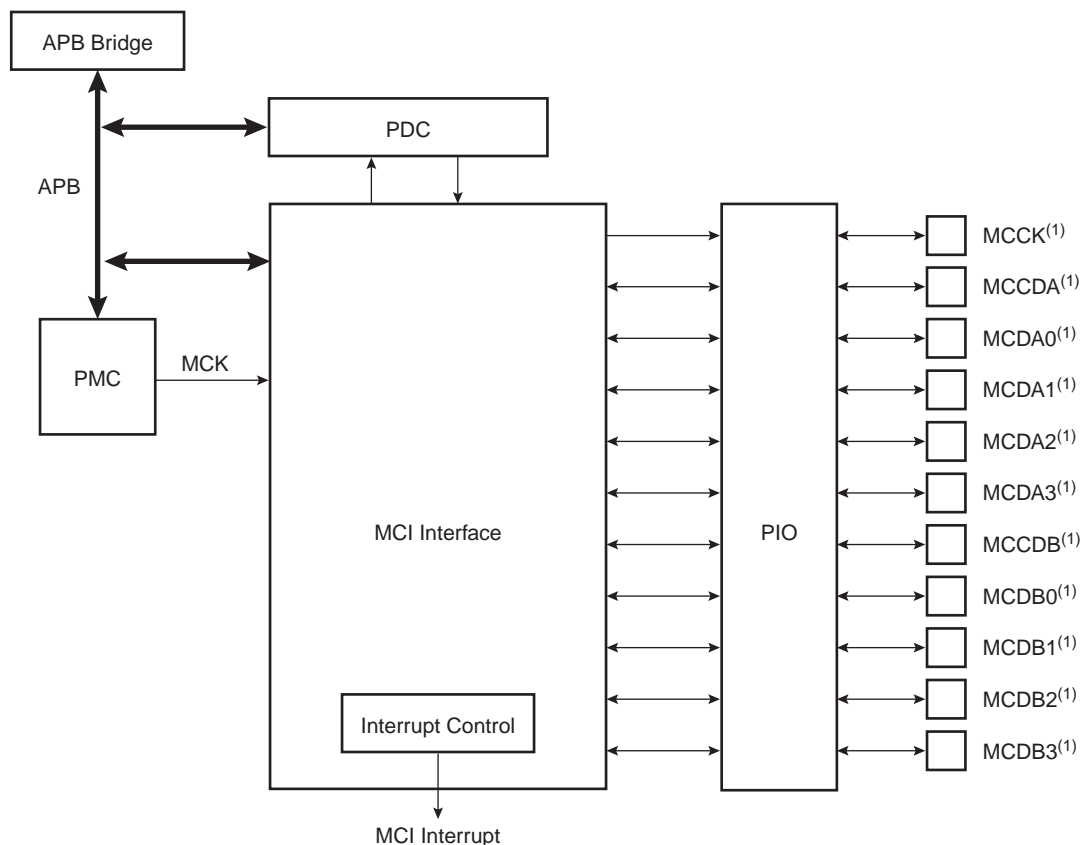 APB Bridge
PDC
APB
MCCK(1)
MCCDA(1)
MCDA0(1)
PMC
MCK
MCDA1(1)
MCDA2(1)
MCDA3(1)
MCI Interface
PIO
MCCDB(1)
MCDB0(1)
MCDB1(1)
MCDB2(1)
Interrupt Control
MCDB3(1)
MCI Interrupt